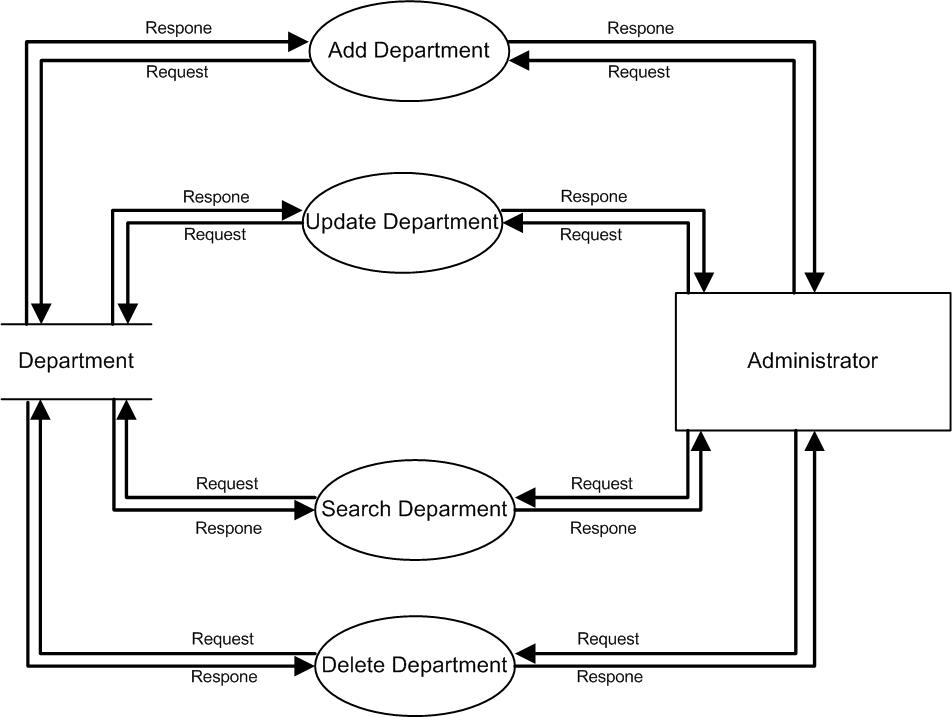 Respone
Respone
Add Department
Request
Request
Respone
Respone
Update Department
Request
Request
Department
Administrator
Request
Request
Search Deparment
Respone
Respone
Request
Request
Delete Department
Respone
Respone